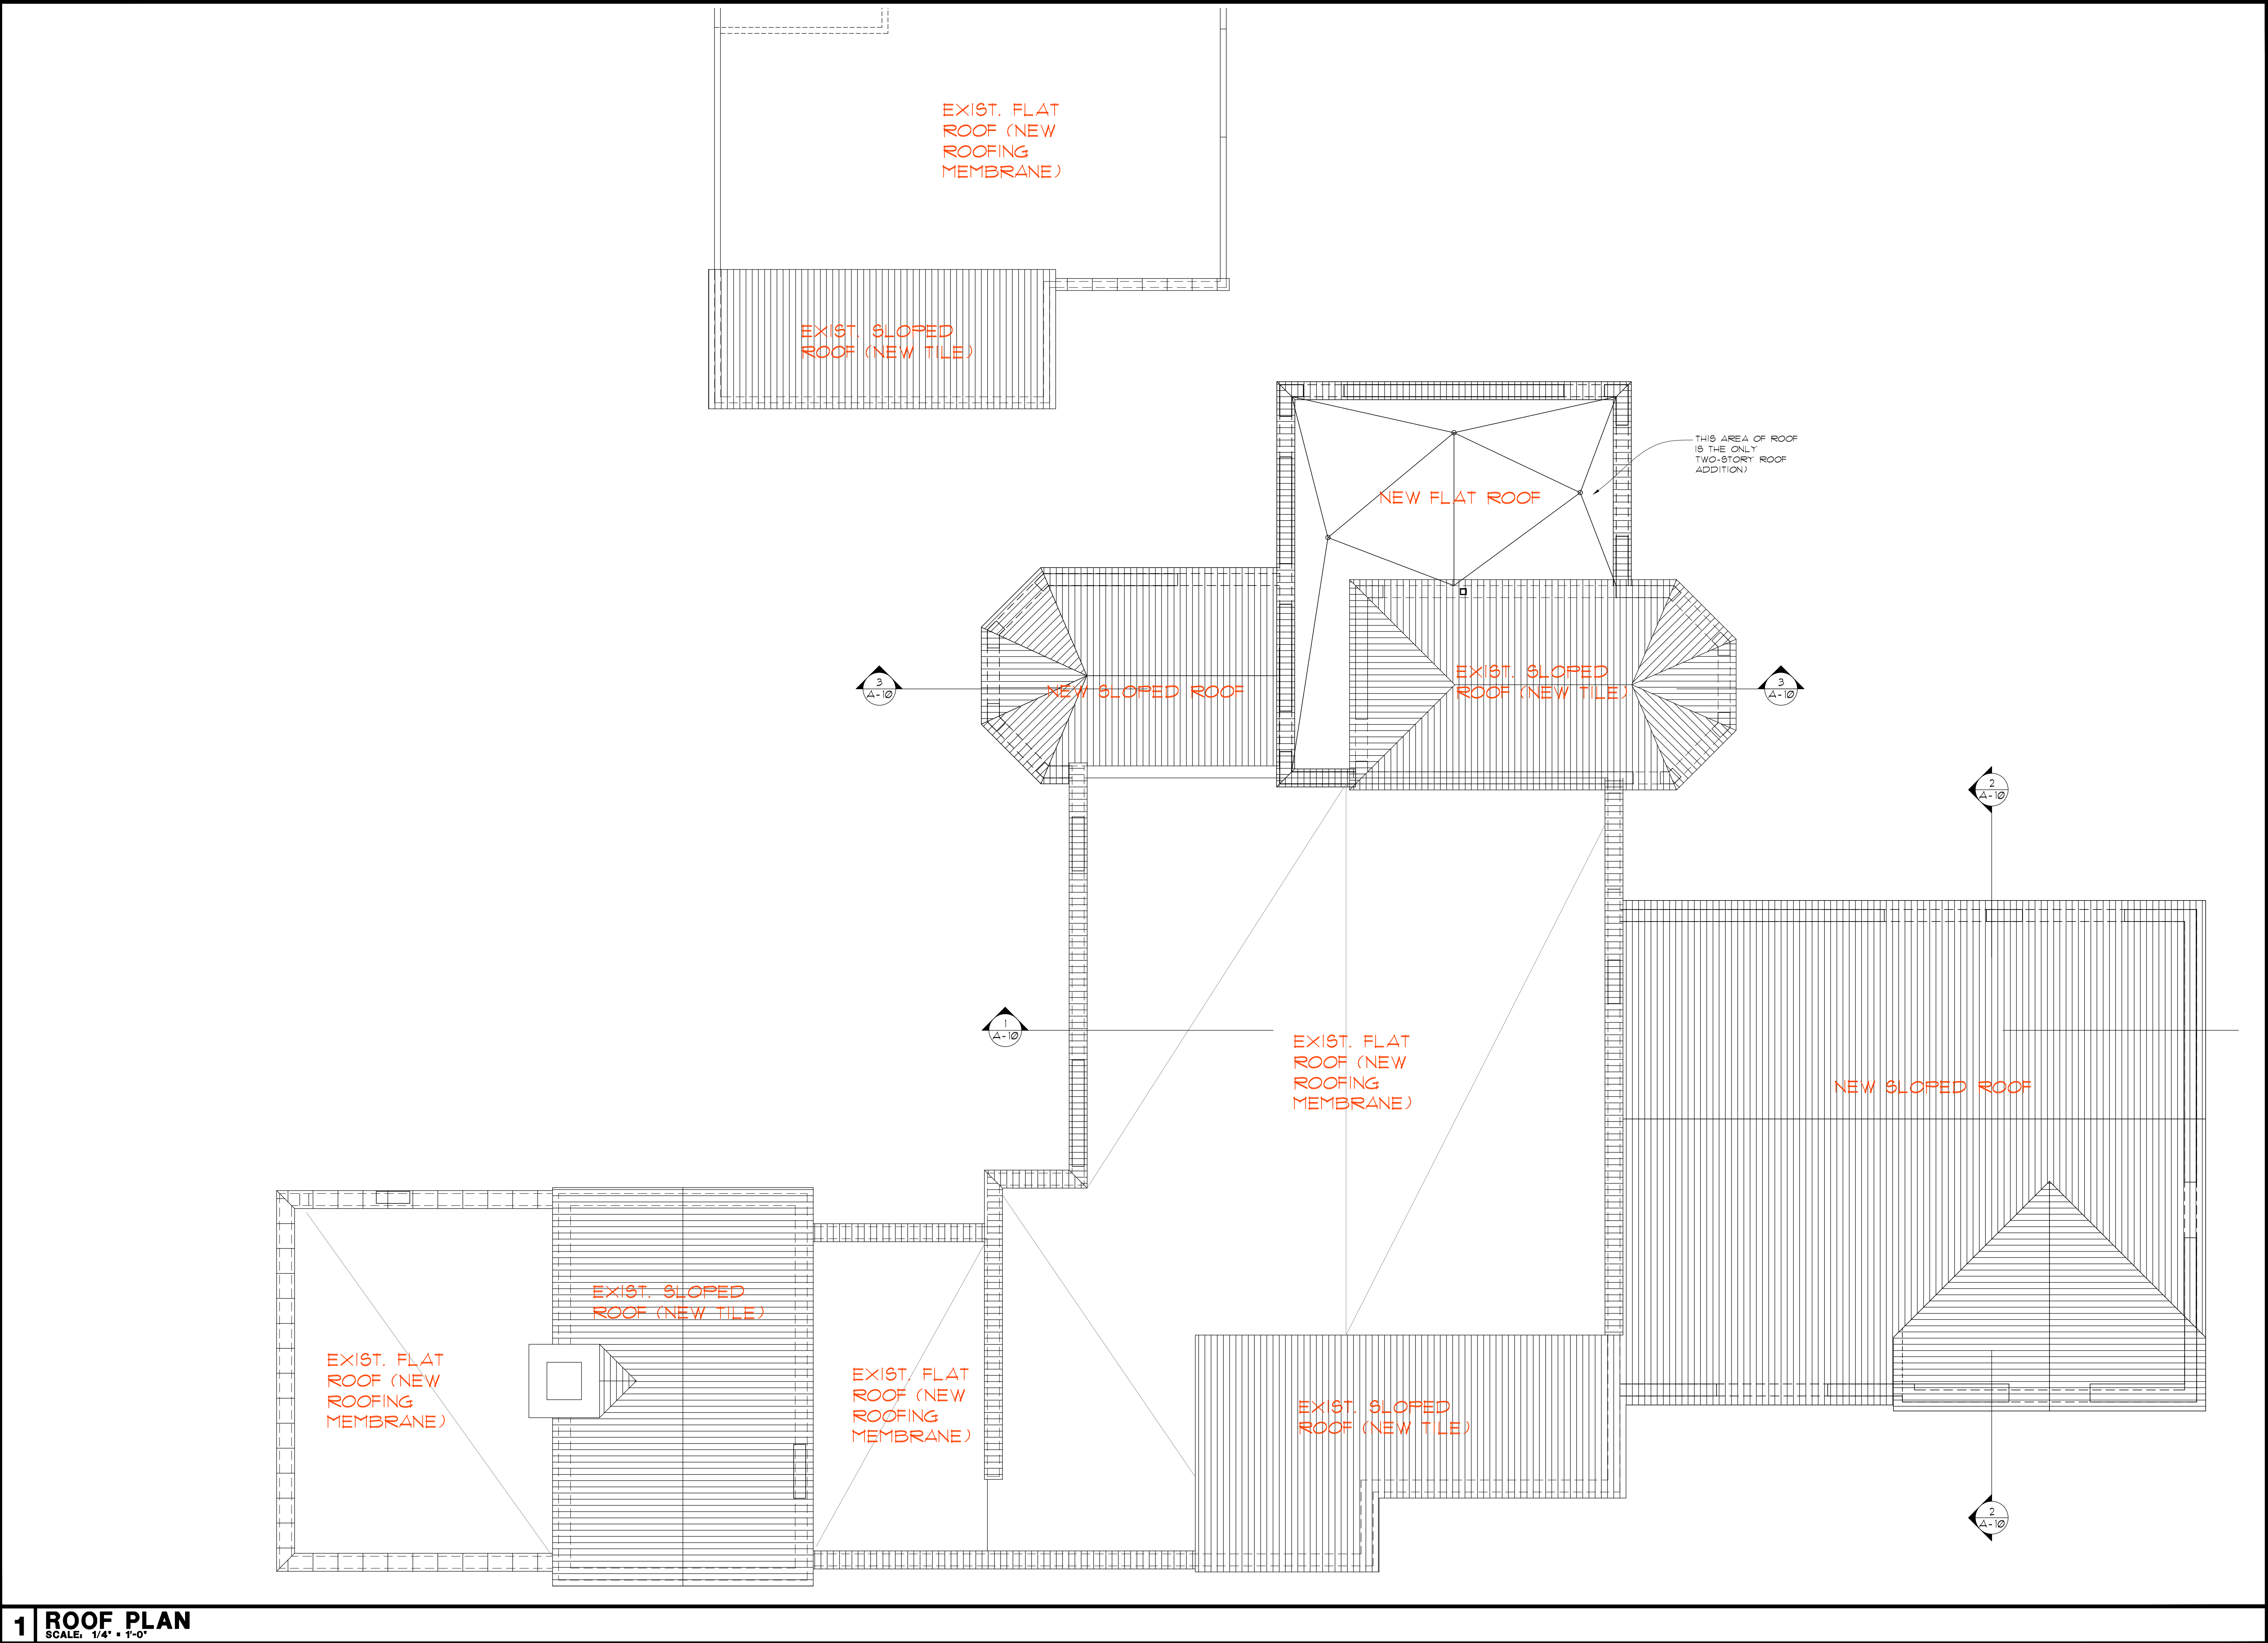 EXIST. FLAT
ROOF (NEW
ROOFING
MEMBRANE)
EXIST. SLOPED
ROOF (NEW TILE)
THIS AREA OF ROOF
IS THE ONLY
TWO-STORY ROOF
ADDITION)
NEW FLAT ROOF
3
A-10
NEW SLOPED ROOF
EXIST. SLOPED
ROOF (NEW TILE)
3
A-10
2
A-10
1
A-10
EXIST. FLAT
ROOF (NEW
ROOFING
MEMBRANE)
NEW SLOPED ROOF
EXIST. SLOPED
ROOF (NEW TILE)
EXIST. FLAT
ROOF (NEW
ROOFING
MEMBRANE)
EXIST. FLAT
ROOF (NEW
ROOFING
MEMBRANE)
EXIST. SLOPED
ROOF (NEW TILE)
2
A-10
1
ROOF PLAN
SCALE: 1/4" = 1'-0"